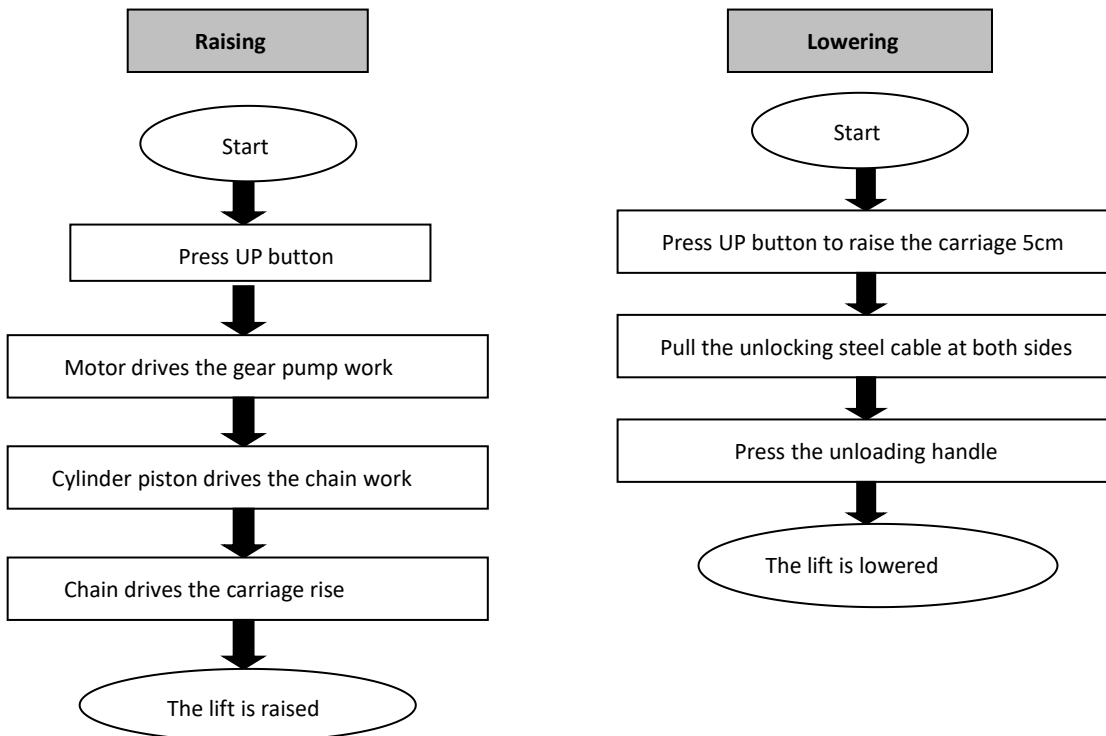 Raising
Start
Press UP button
Motor drives the gear pump work
Cylinder piston drives the chain work
Chain drives the carriage rise
The lift is raised
Lowering
Start
Press UP button to raise the carriage 5cm
Pull the unlocking steel cable at both sides
Press the unloading handle
The lift is lowered